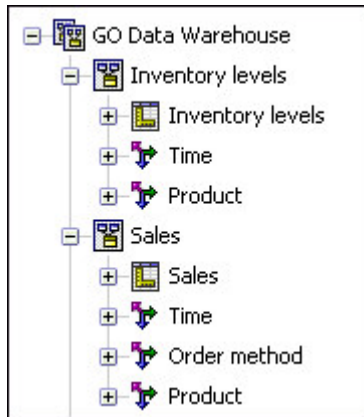 GO Data Warehouse
Inventory levels
Inventory levels
Time
Product
Sales
Sales
Time
Order method
Product